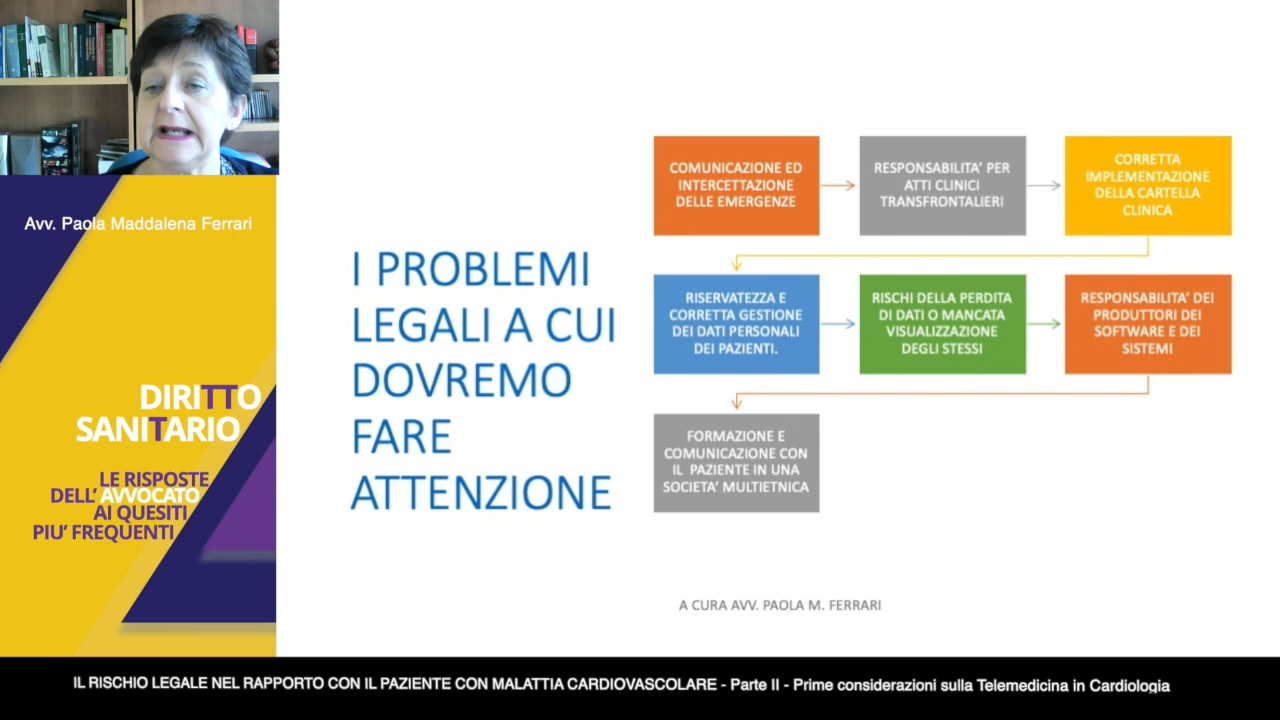 Avv. Paola Maddalena Ferrari
DIRITTO
SANITARIO
LE RISPOSTE
DELL' AVVOCATO
AI QUESITI
PIU' FREQUENTI
I PROBLEMI
LEGALI A CUI
DOVREMO
FARE
ATTENZIONE
COMUNICAZIONE ED
INTERCETTAZIONE
DELLE EMERGENZE
RESPONSABILITA' PER
ATTI CLINICI
TRANSFRONTALIERI
CORRETTA
IMPLEMENTAZIONE
DELLA CARTELLA
CLINICA
RISERVATEZZA E
CORRETTA GESTIONE
DEI DATI PERSONALI
DEI PAZIENTI.
RISCHI DELLA PERDITA
DI DATI O MANCATA
VISUALIZZAZIONE
DEGLI STESSI
RESPONSABILITA' DEI
PRODUTTORI DEI
SOFTWARE E DEI
SISTEMI
FORMAZIONE E
COMUNICAZIONE CON
IL PAZIENTE IN UNA
SOCIETA' MULTIETNICA
A CURA AVV. PAOLA M. FERRARI
IL RISCHIO LEGALE NEL RAPPORTO CON IL PAZIENTE CON MALATTIA CARDIOVASCOLARE - Parte II - Prime considerazioni sulla Telemedicina in Cardiologia